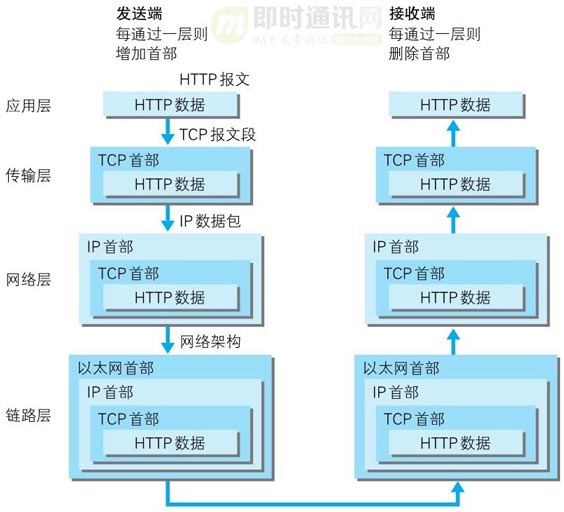 发送端
每通过一层则
增加首部
接收端
每通过一层则
删除首部
即时通讯网
IM开发者社区 52im.net
HTTP 报文
应用层
HTTP 数据
HTTP 数据
TCP 报文段
传输层
TCP 首部
HTTP 数据
TCP 首部
HTTP 数据
IP 数据包
网络层
IP 首部
TCP 首部
HTTP 数据
IP 首部
TCP 首部
HTTP 数据
网络架构
链路层
以太网首部
IP 首部
TCP 首部
HTTP 数据
以太网首部
IP 首部
TCP 首部
HTTP 数据